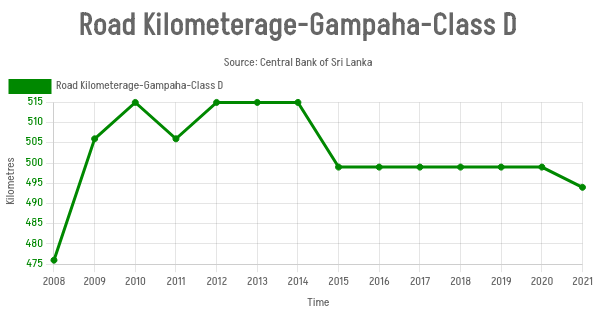 Road Kilometerage-Gampaha-Class D
Source: Central Bank of Sri Lanka
Road Kilometerage-Gampaha-Class D
515
510
505
500
495
490
485
480
475
Kilometres
2008 2009 2010 2011 2012 2013 2014 2015 2016 2017 2018 2019 2020 2021
Time